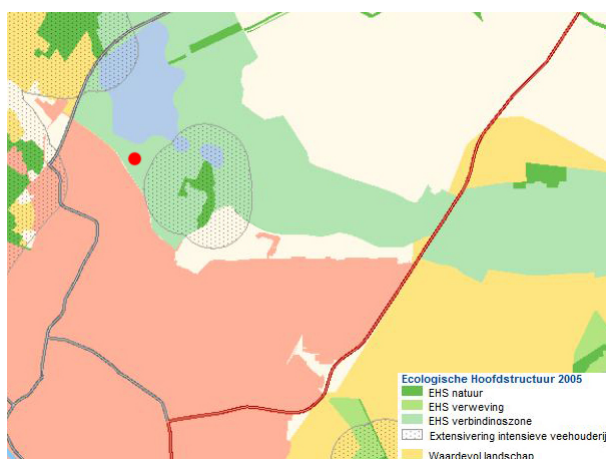 Ecologische Hoofdstructuur 2005
EHS natuur
EHS verweving
EHS verbindingszone
Extensivering intensieve veehouderij
Waardevol landschap